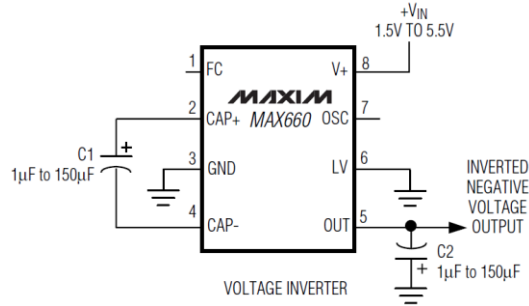 +VIN
1.5V TO 5.5V
1
FC
V+
8
MAXIM
2
CAP+
MAX660
OSC
7
C1
+
1µF to 150µF
3
GND
LV
6
INVERTED
NEGATIVE
VOLTAGE
OUTPUT
4
CAP-
OUT
5
C2
+
1µF to 150µF
VOLTAGE INVERTER